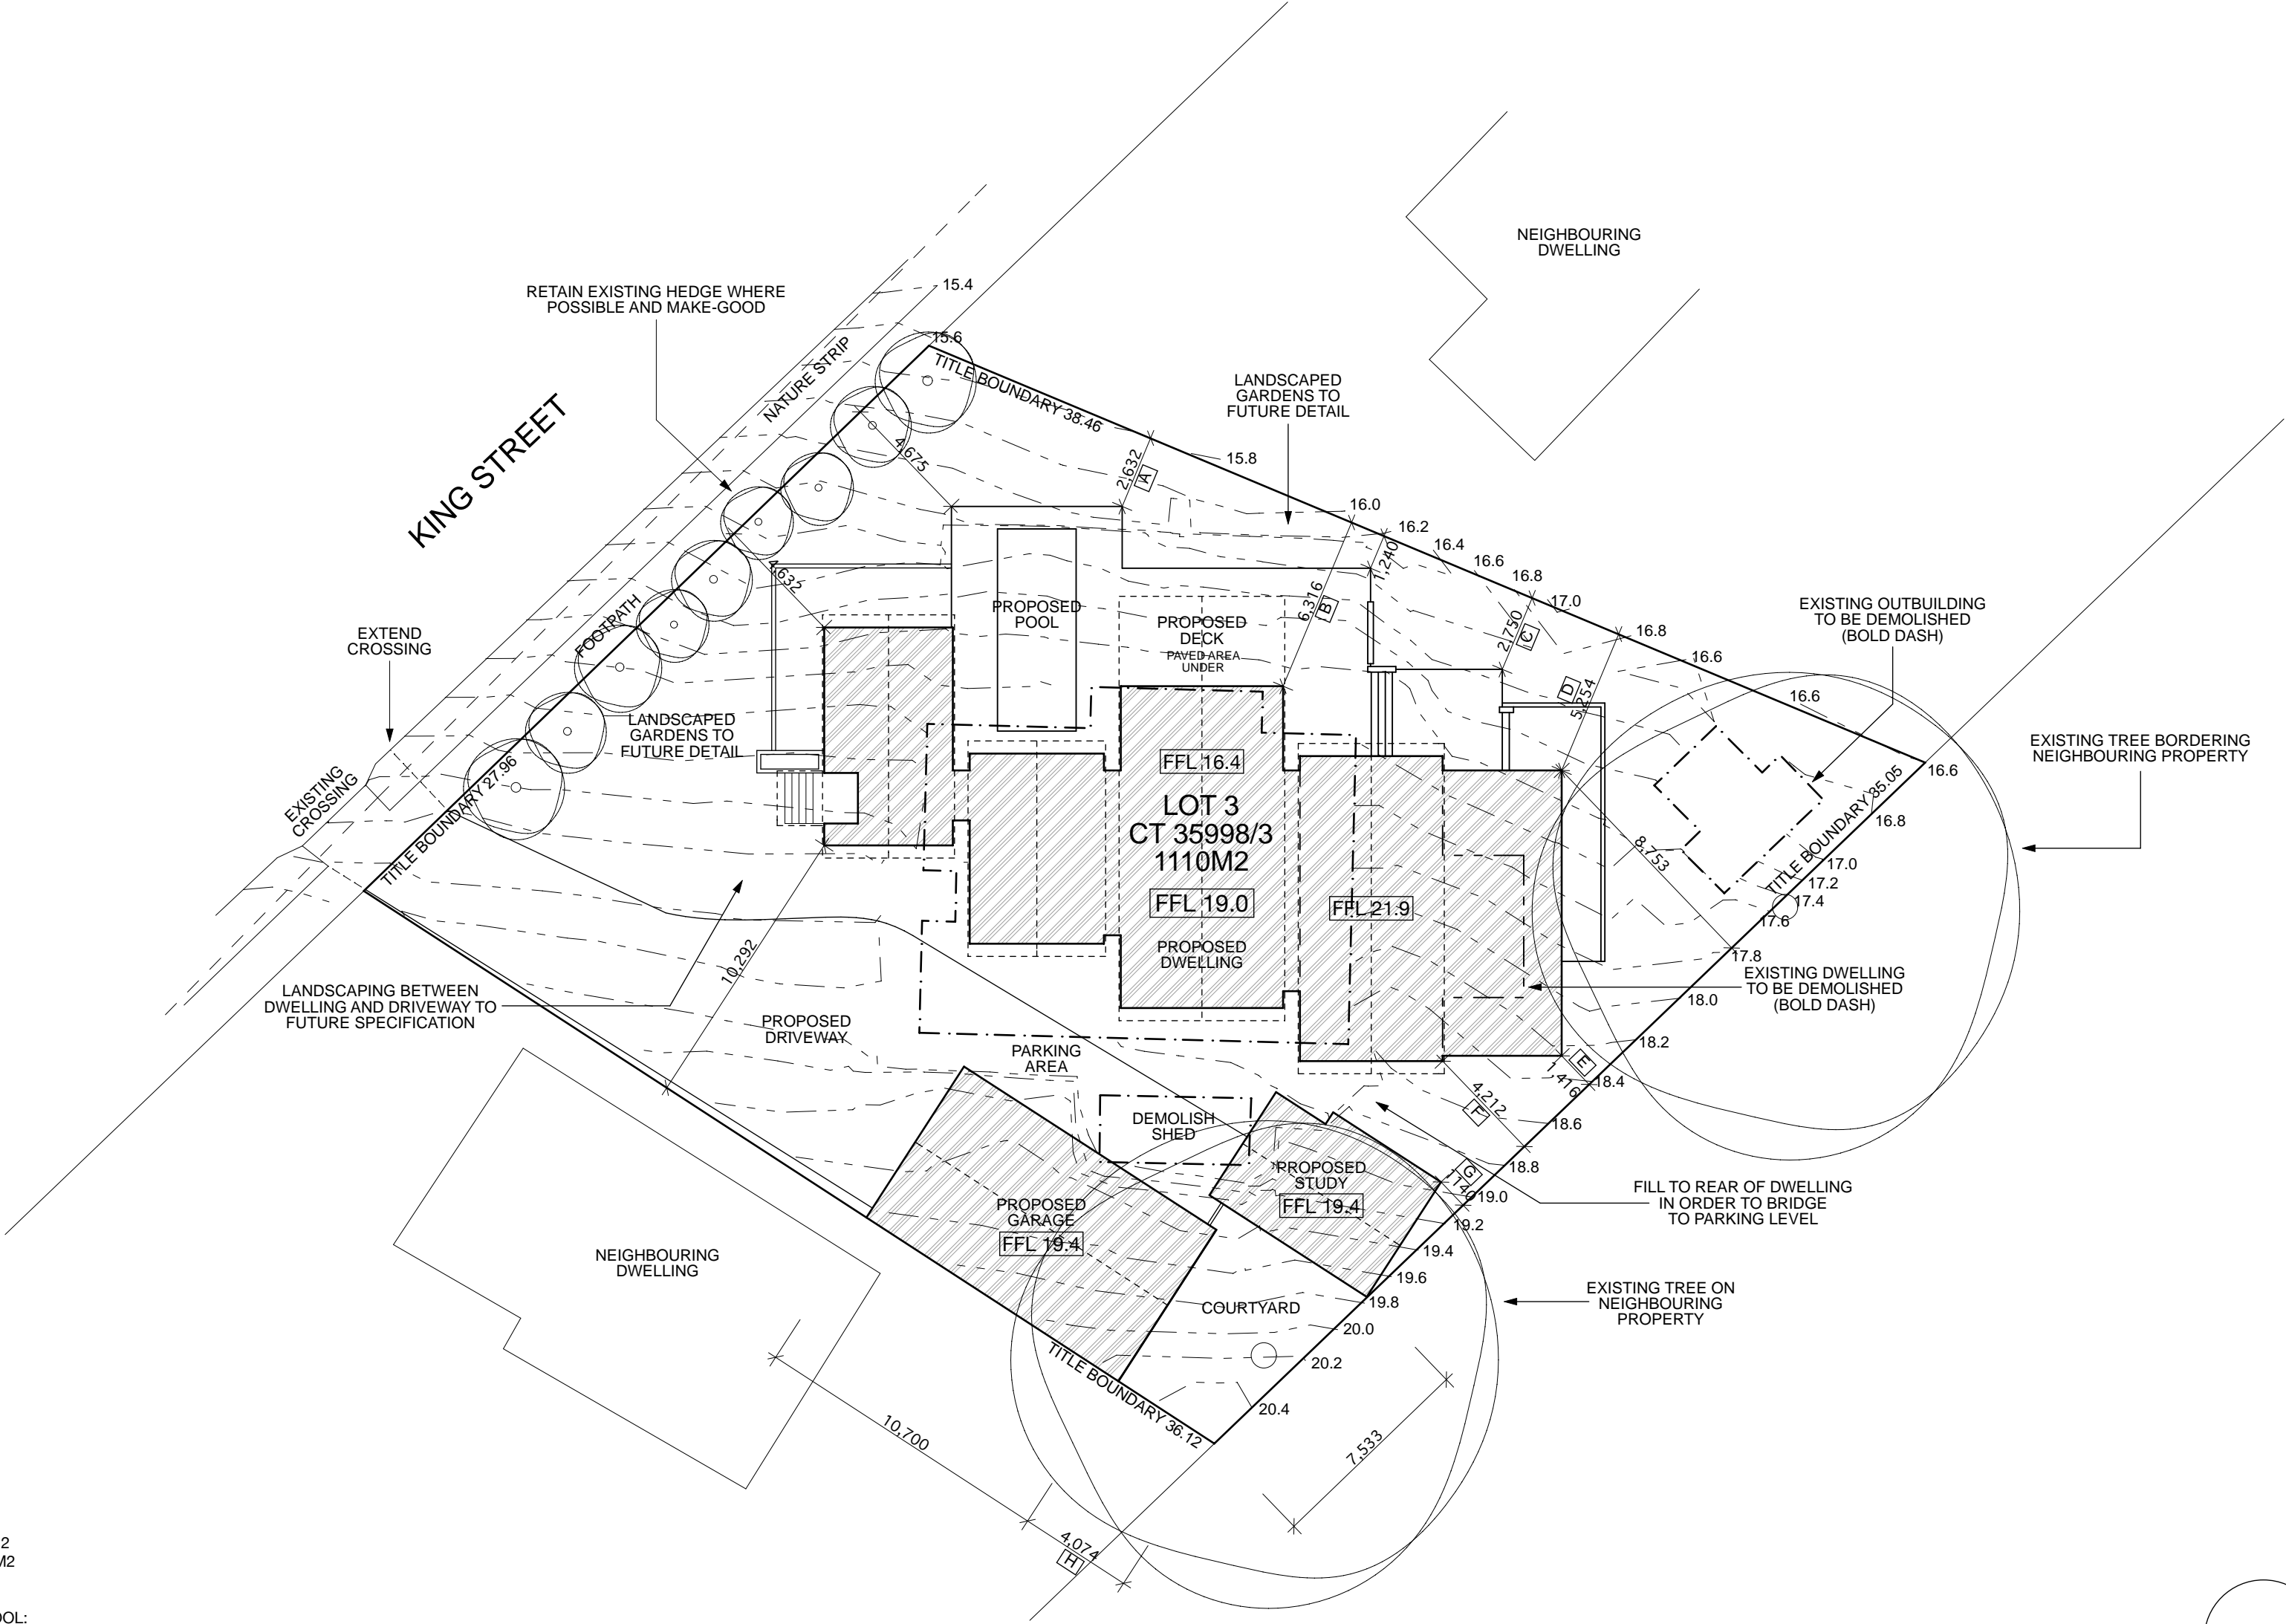 NEIGHBOURING
DWELLING
RETAIN EXISTING HEDGE WHERE
POSSIBLE AND MAKE-GOOD
15.4
15.6
NATURE STRIP
TITLE BOUNDARY 38.46
LANDSCAPED
GARDENS TO
FUTURE DETAIL
KING STREET
4,675
2,632
A
15.8
16.0
16.2
16.4
16.6
16.8
17.0
16.8
16.6
16.6
16.6
1,240
6,316
B
2,750
C
D
5,254
4,632
FOOTPATH
PROPOSED
POOL
PROPOSED
DECK
PAVED AREA
UNDER
EXISTING OUTBUILDING
TO BE DEMOLISHED
(BOLD DASH)
EXTEND
CROSSING
LANDSCAPED
GARDENS TO
FUTURE DETAIL
EXISTING TREE BORDERING
NEIGHBOURING PROPERTY
EXISTING
CROSSING
TITLE BOUNDARY 27.96
FFL 16.4
LOT 3
CT 35998/3
1110M2
FFL 19.0
FFL 21.9
PROPOSED
DWELLING
8,753
TITLE BOUNDARY 35.05
16.8
17.0
17.2
17.4
17.6
17.8
18.0
18.2
18.4
18.6
18.8
19.0
19.2
19.4
19.6
19.8
20.0
20.2
20.4
EXISTING DWELLING
TO BE DEMOLISHED
(BOLD DASH)
10,292
LANDSCAPING BETWEEN
DWELLING AND DRIVEWAY TO
FUTURE SPECIFICATION
PROPOSED
DRIVEWAY
PARKING
AREA
E
1,416
4,212
F
DEMOLISH
SHED
PROPOSED
STUDY
FFL 19.4
G
FILL TO REAR OF DWELLING
IN ORDER TO BRIDGE
TO PARKING LEVEL
PROPOSED
GARAGE
FFL 19.4
NEIGHBOURING
DWELLING
COURTYARD
EXISTING TREE ON
NEIGHBOURING
PROPERTY
TITLE BOUNDARY 36.12
10,700
7,533
4,074
H
2
M2
OOL: